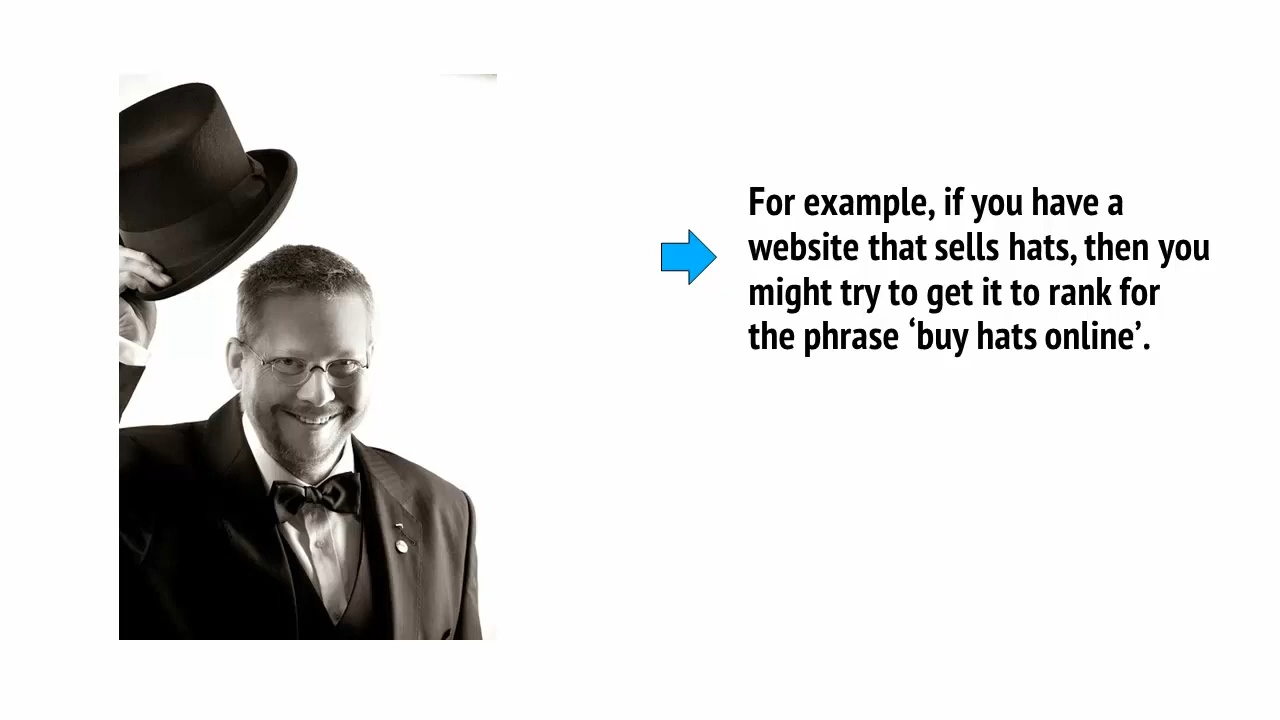 For example, if you have a
website that sells hats, then you
might try to get it to rank for
the phrase ‘buy hats online’.